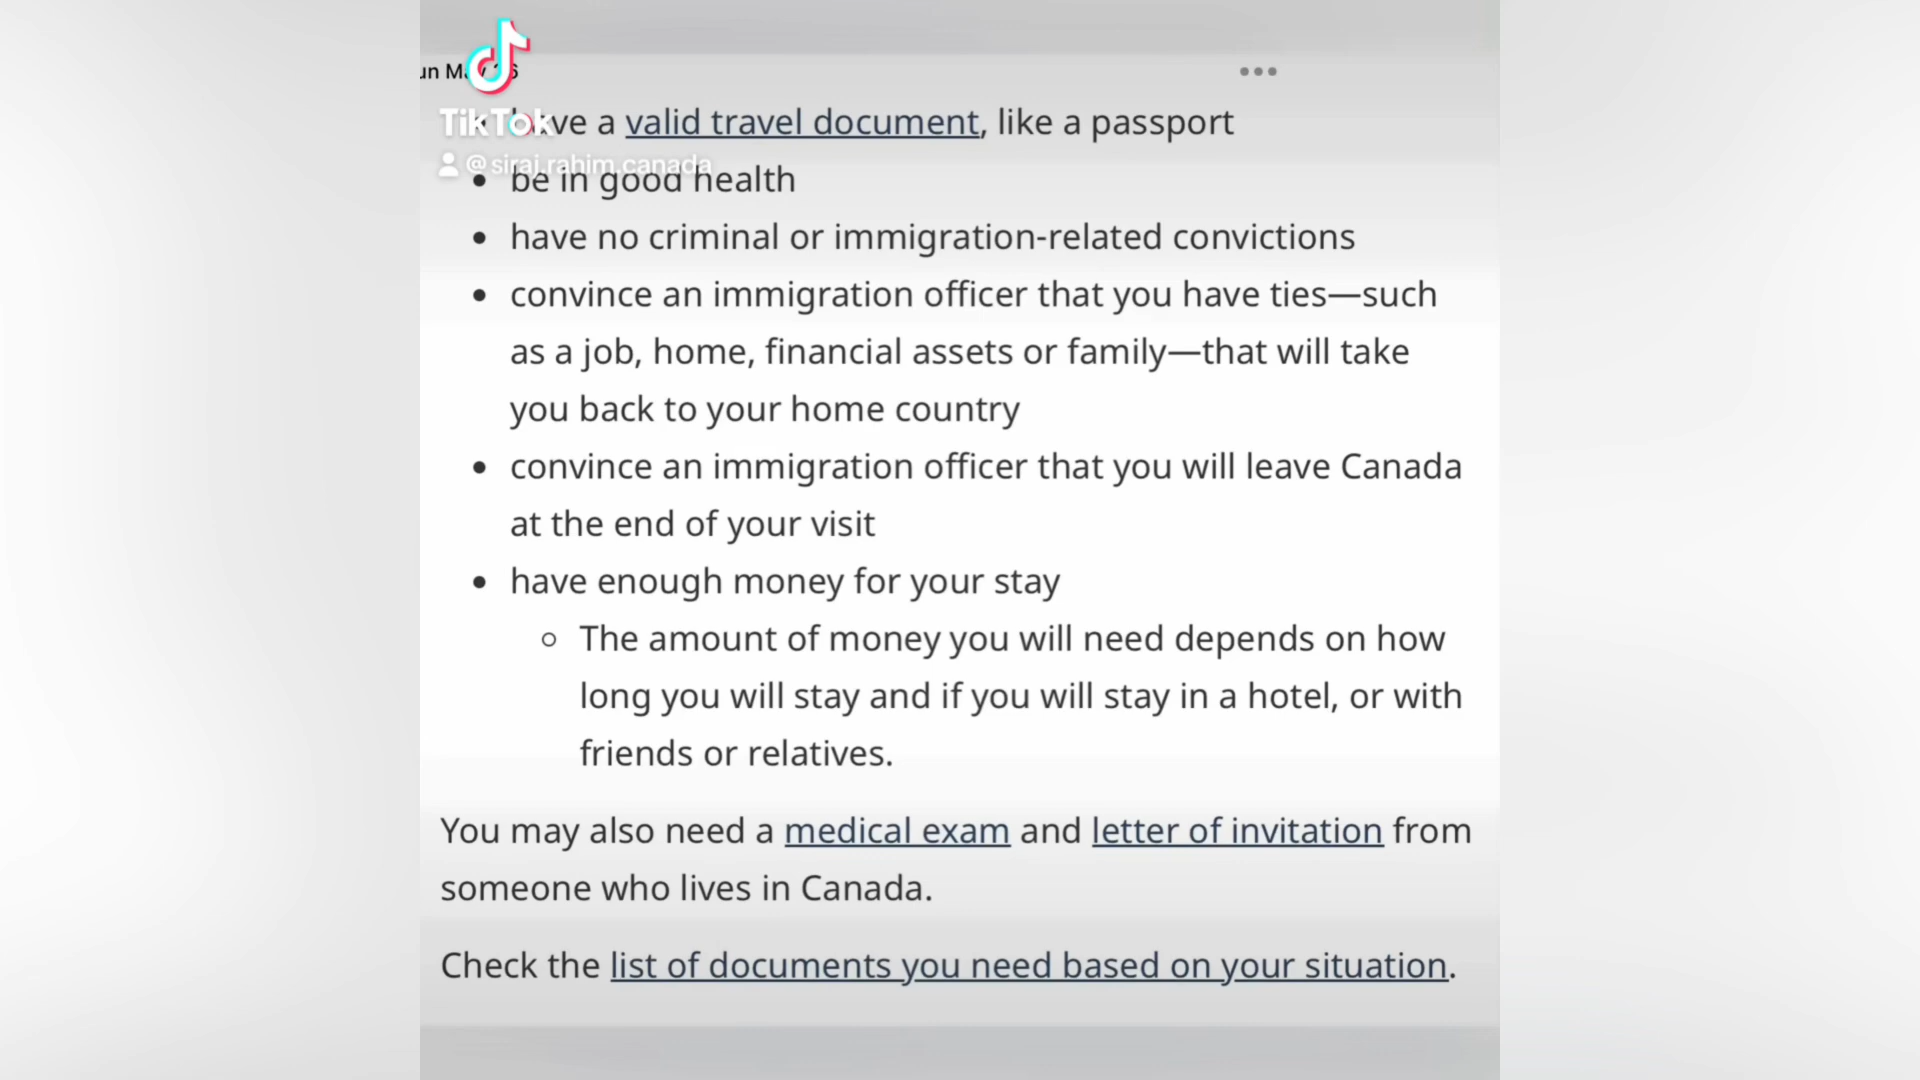 un May 26
TikTok
@siraj.rahim.canada
have a valid travel document, like a passport
be in good health
have no criminal or immigration-related convictions
convince an immigration officer that you have ties—such
as a job, home, financial assets or family—that will take
you back to your home country
convince an immigration officer that you will leave Canada
at the end of your visit
have enough money for your stay
The amount of money you will need depends on how
long you will stay and if you will stay in a hotel, or with
friends or relatives.
You may also need a medical exam and letter of invitation from
someone who lives in Canada.
Check the list of documents you need based on your situation.